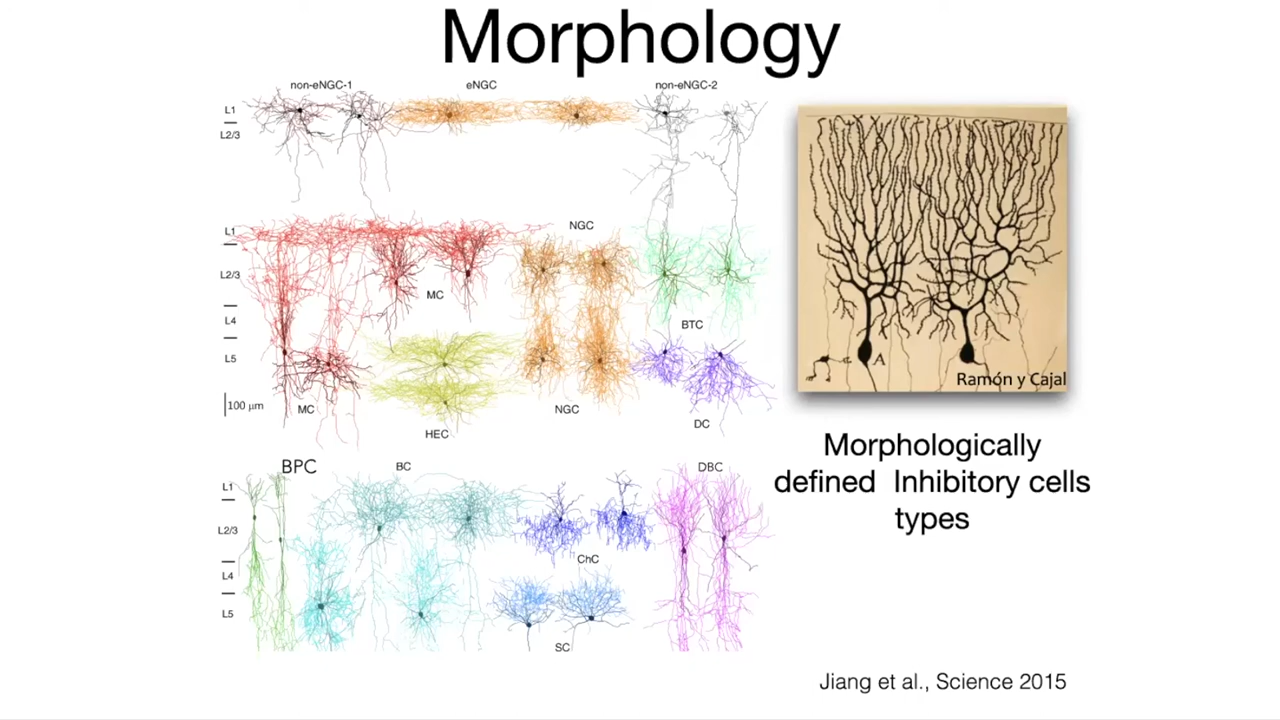 Morphology
non-eNGC-1
eNGC
non-eNGC-2
L1
L2/3
L1
NGC
L2/3
MC
L4
BTC
L5
100 μm
MC
HEC
NGC
DC
A
Ramón y Cajal
Morphologically
defined Inhibitory cells
types
BPC
BC
DBC
L1
L2/3
ChC
L4
L5
SC
Jiang et al., Science 2015